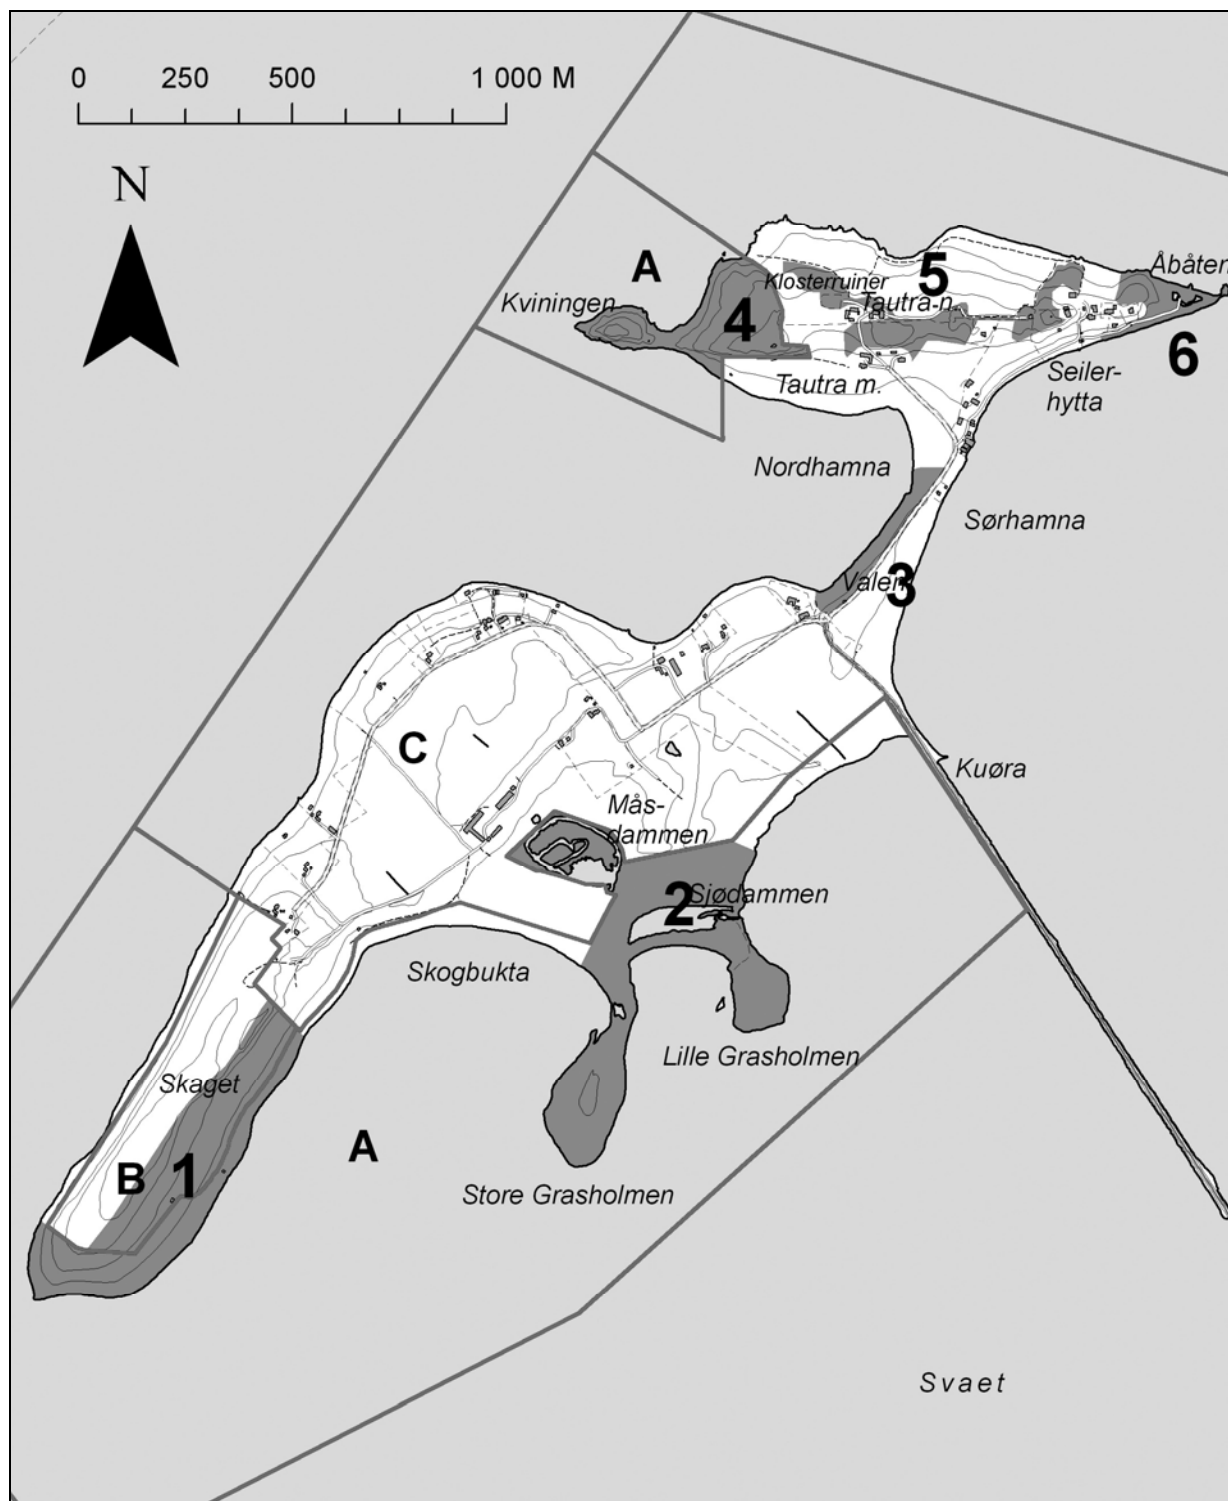 0 250 500 1 000 M
N
A
Kviningen
4
Klosterruiner
5
Tautra-n
Åbåten
6
Seiler-
hytta
Tautra m.
Nordhamna
Sørhamna
Valen
3
C
Kuøra
Mås-
dammen
2
Sjødammen
Skogbukta
Lille Grasholmen
Skaget
A
B
1
Store Grasholmen
Svaet